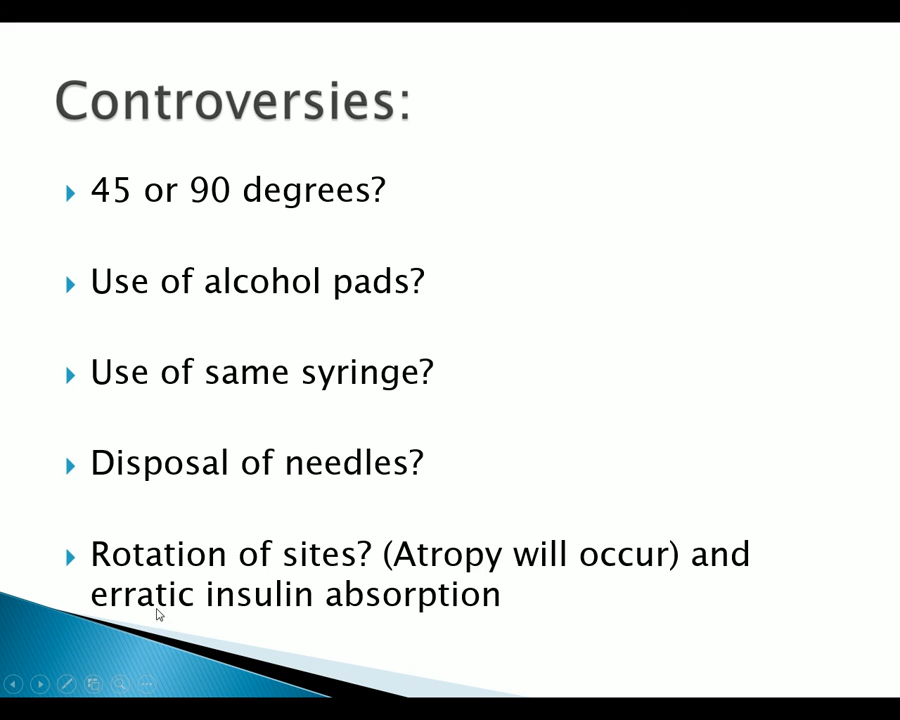 Controversies:
45 or 90 degrees?
Use of alcohol pads?
Use of same syringe?
Disposal of needles?
Rotation of sites? (Atropy will occur) and
erratic insulin absorption